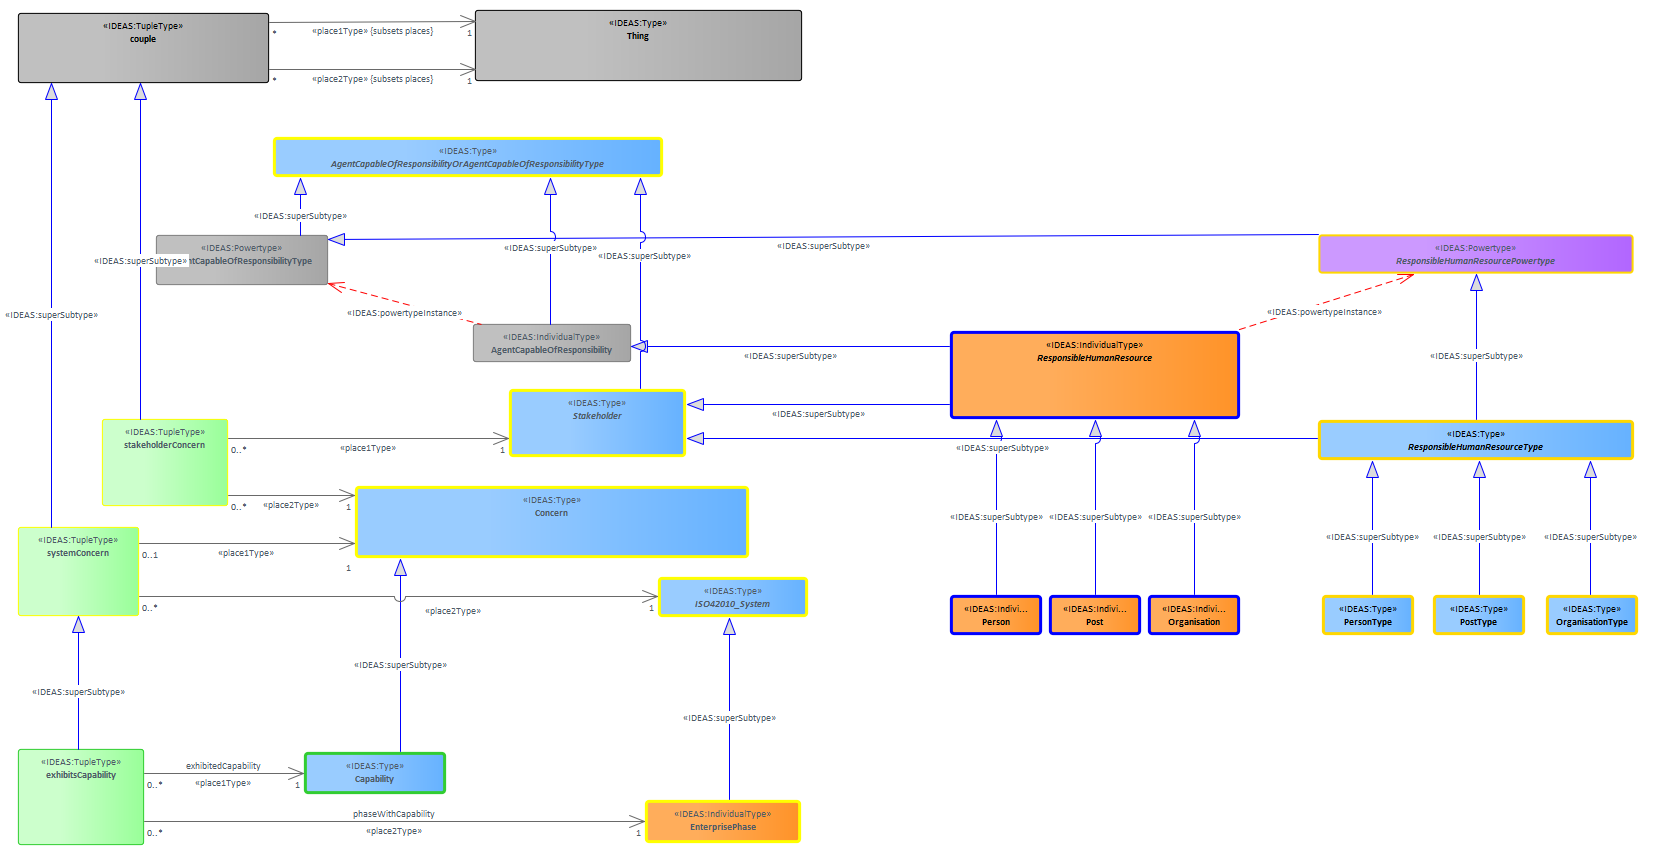 «IDEAS:TupleType»
couple
«IDEAS:Type»
Thing
*
«place1Type» {subsets places}
1
*
«place2Type» {subsets places}
1
«IDEAS:Type»
AgentCapableOfResponsibilityOrAgentCapableOfResponsibilityType
«IDEAS:superSubtype»
«IDEAS:Powertype»
ntCapableOfResponsibilityType
«IDEAS:superSubtype»
«IDEAS:superSubtype»
«IDEAS:superSubtype»
«IDEAS:superSubtype»
«IDEAS:Powertype»
ResponsibleHumanResourcePowertype
«IDEAS:superSubtype»
«IDEAS:powertypeInstance»
«IDEAS:powertypeInstance»
«IDEAS:IndividualType»
AgentCapableOfResponsibility
«IDEAS:superSubtype»
«IDEAS:IndividualType»
ResponsibleHumanResource
«IDEAS:superSubtype»
«IDEAS:Type»
Stakeholder
«IDEAS:superSubtype»
«IDEAS:TupleType»
stakeholderConcern
0..*
«place1Type»
1
«IDEAS:superSubtype»
«IDEAS:Type»
ResponsibleHumanResourceType
0..*
«place2Type»
1
«IDEAS:Type»
Concern
«IDEAS:superSubtype»
«IDEAS:superSubtype»
«IDEAS:superSubtype»
«IDEAS:superSubtype»
«IDEAS:superSubtype»
«IDEAS:TupleType»
systemConcern
0..1
«place1Type»
1
0..*
«place2Type»
1
«IDEAS:Type»
ISO42010_System
«IDEAS:Indivi...
Person
«IDEAS:Indivi...
Post
«IDEAS:Indivi...
Organisation
«IDEAS:Type»
PersonType
«IDEAS:Type»
PostType
«IDEAS:Type»
OrganisationType
«IDEAS:superSubtype»
«IDEAS:superSubtype»
«IDEAS:superSubtype»
«IDEAS:TupleType»
exhibitsCapability
exhibitedCapability
0..*
«place1Type»
1
«IDEAS:Type»
Capability
phaseWithCapability
0..*
«place2Type»
1
«IDEAS:IndividualType»
EnterprisePhase